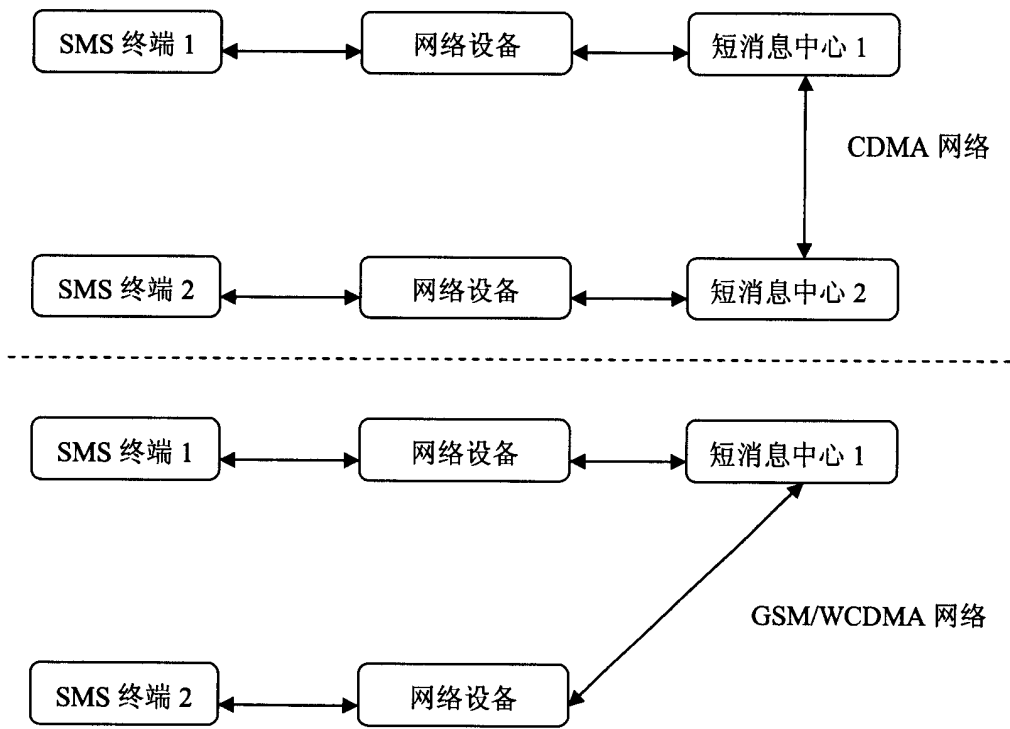 SMS 终端 1
网络设备
短消息中心 1
CDMA 网络
SMS 终端 2
网络设备
短消息中心 2
SMS 终端 1
网络设备
短消息中心 1
GSM/WCDMA 网络
SMS 终端 2
网络设备